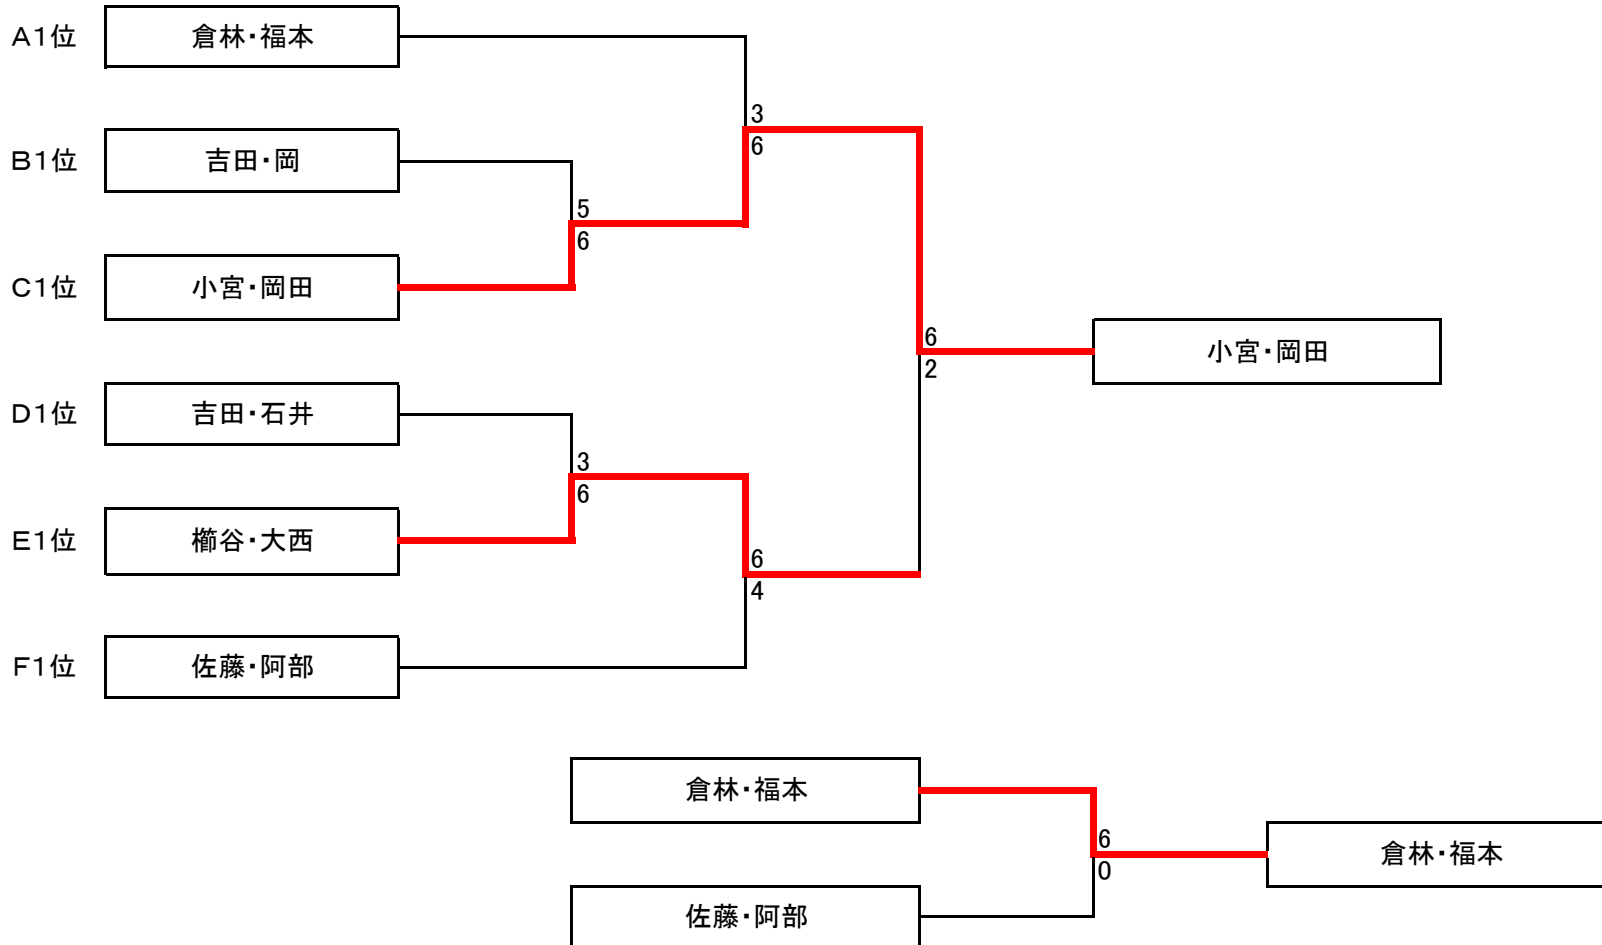 A1位 倉林・福本
3
6
B1位 吉田・岡
5
6
C1位 小宮・岡田
6
2
小宮・岡田
D1位 吉田・石井
3
6
E1位 櫛谷・大西
6
4
F1位 佐藤・阿部
倉林・福本
6
0
倉林・福本
佐藤・阿部